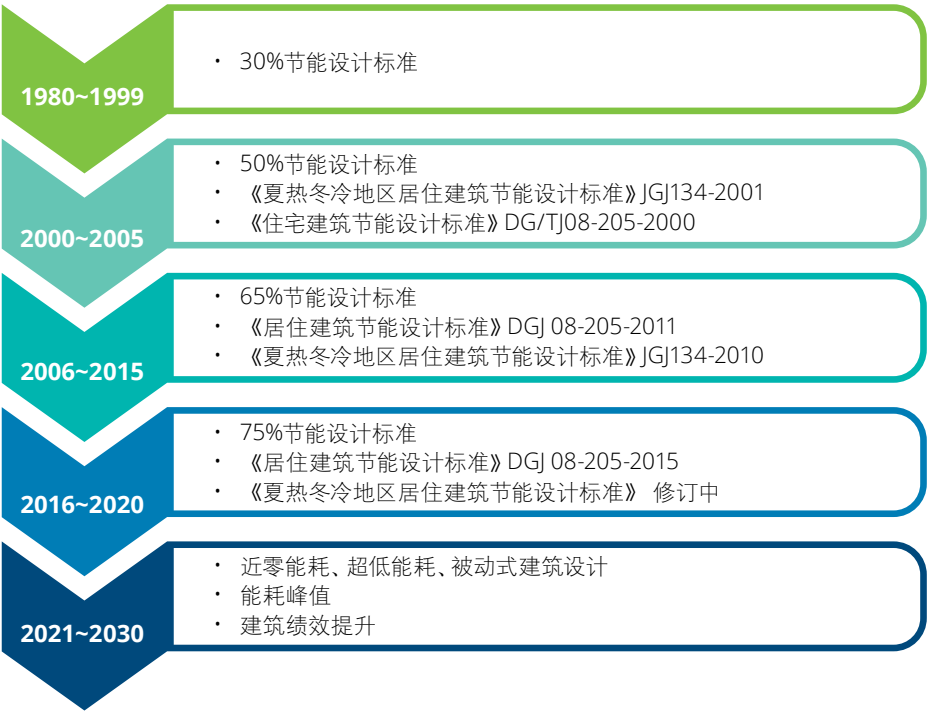 1980~1999
• 30%节能设计标准
2000~2005
• 50%节能设计标准
• 《夏热冬冷地区居住建筑节能设计标准》JGJ134-2001
• 《住宅建筑节能设计标准》DG/TJ08-205-2000
2006~2015
• 65%节能设计标准
• 《居住建筑节能设计标准》DGJ 08-205-2011
• 《夏热冬冷地区居住建筑节能设计标准》JGJ134-2010
2016~2020
• 75%节能设计标准
• 《居住建筑节能设计标准》DGJ 08-205-2015
• 《夏热冬冷地区居住建筑节能设计标准》 修订中
2021~2030
• 近零能耗、超低能耗、被动式建筑设计
• 能耗峰值
• 建筑绩效提升